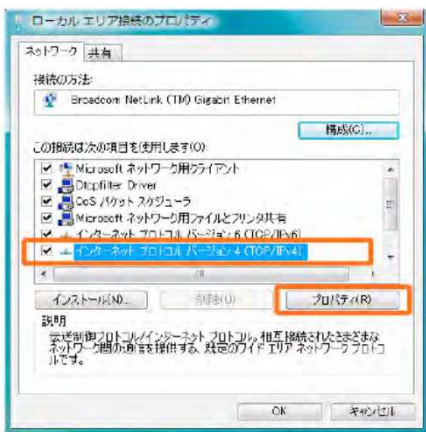 ローカル エリア接続のプロパティ
ネットワーク 共有
接続の方法:
Broadcom NetLink (TM) Gigabit Ethernet
構成(C)...
この接続は次の項目を使用します(O):
Microsoft ネットワーク用クライアント
Dtopfilter Driver
QoS パケット スケジューラ
Microsoft ネットワーク用ファイルとプリンタ共有
インターネット プロトコル バージョン 6 (TCP/IPv6)
インターネット プロトコル バージョン 4 (TCP/IPv4)
インストール(N)... 削除(U) プロパティ(R)
説明
伝送制御プロトコル/インターネット プロトコル。相互接続されたさまざまな
ネットワーク間の通信を提供する、既定のワイド エリア ネットワーク プロトコ
ルです。
OK キャンセル